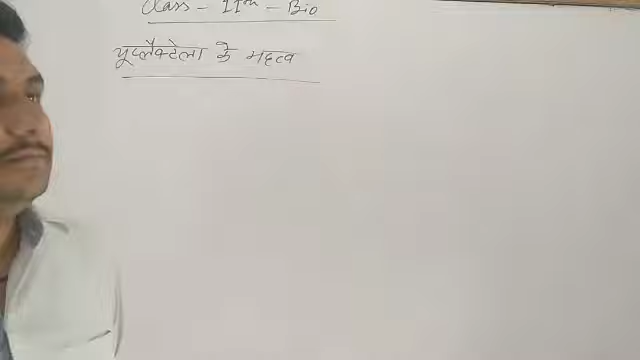 Class - 11th - Bio
यूप्लैक्टेला के महत्व